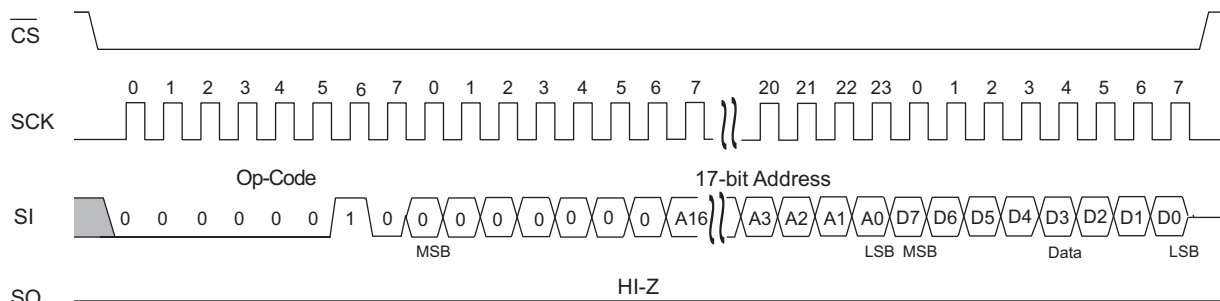 CS
0 1 2 3 4 5 6 7 0 1 2 3 4 5 6 7 20 21 22 23 0 1 2 3 4 5 6 7
SCK
Op-Code 17-bit Address
SI 0 0 0 0 0 0 1 0 0 0 0 0 0 0 0 A16 A3 A2 A1 A0 D7 D6 D5 D4 D3 D2 D1 D0
MSB LSB MSB Data LSB
HI-Z
SO